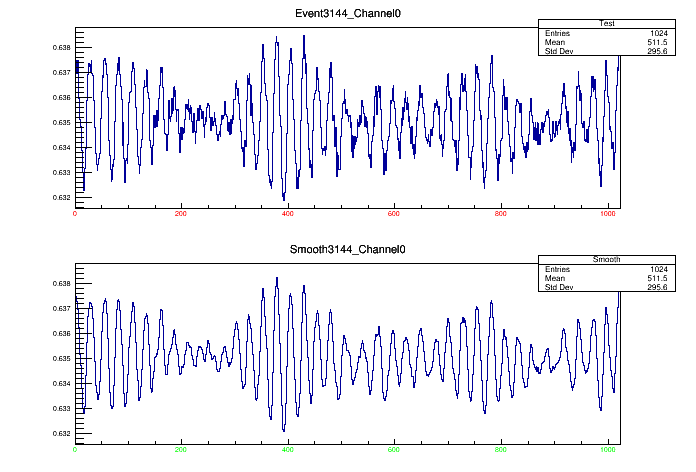 Event3144_Channel0
Test
Entries 1024
Mean 511.5
Std Dev 295.6
0.638
0.637
0.636
0.635
0.634
0.633
0.632
0 200 400 600 800 1000
Smooth3144_Channel0
Smooth
Entries 1024
Mean 511.5
Std Dev 295.6
0.638
0.637
0.636
0.635
0.634
0.633
0.632
0 200 400 600 800 1000